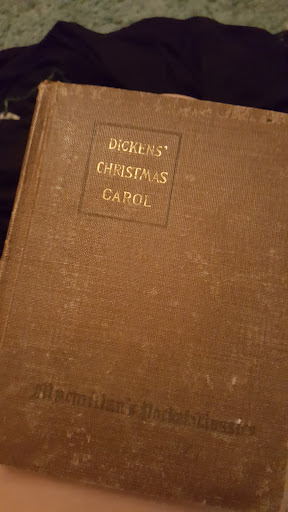 DICKENS'
CHRISTMAS
CAROL
Macmillan's Pocket Classics